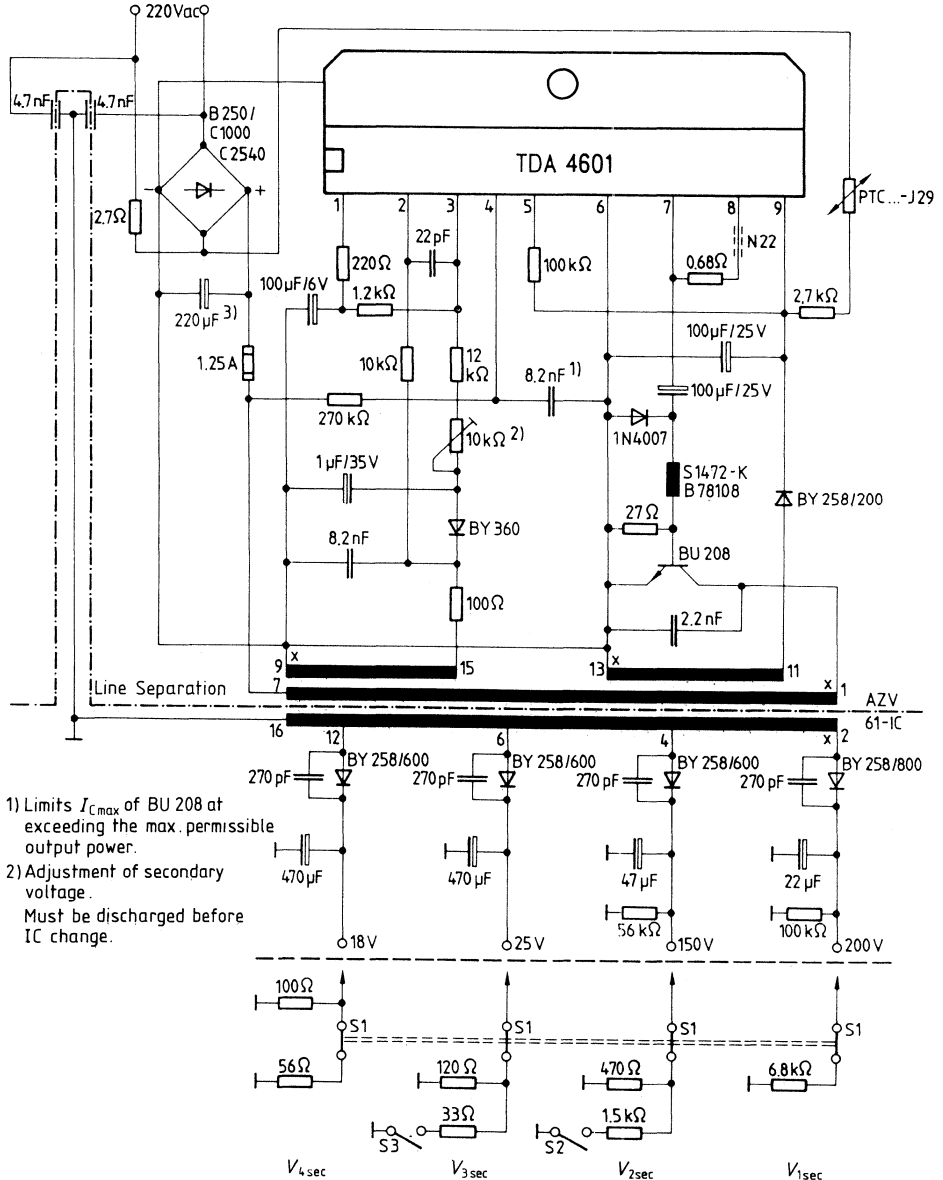 220Vac
4.7nF 4.7nF
B250/
C1000
C2540
- +
TDA 4601
1 2 3 4 5 6 7 8 9
PTC...-J29
2.7Ω
22pF
N22
220Ω
100kΩ
0.68Ω
100µF/6V
1.2kΩ
2,7kΩ
220µF 3)
100µF/25V
1.25A
10kΩ
12
kΩ
8.2nF 1)
100µF/25V
270kΩ
1N4007
10kΩ 2)
1µF/35V
S1472-K
B78108
BY 360
BY 258/200
27Ω
8.2nF
BU 208
100Ω
2.2nF
x x
9 15 13 11
7 x 1
Line Separation
AZV
61-IC
16 12 6 4 x 2
BY 258/600 BY 258/600 BY 258/600 BY 258/800
270pF 270pF 270pF 270pF
1) Limits ICmax of BU 208 at
exceeding the max. permissible
output power.
2) Adjustment of secondary
voltage.
Must be discharged before
IC change.
470µF 470µF 47µF 22µF
56kΩ 100kΩ
18V 25V 150V 200V
100Ω
S1 S1 S1 S1
56Ω 120Ω 470Ω 6.8kΩ
33Ω 1.5kΩ
S3 S2
V4sec V3sec V2sec V1sec